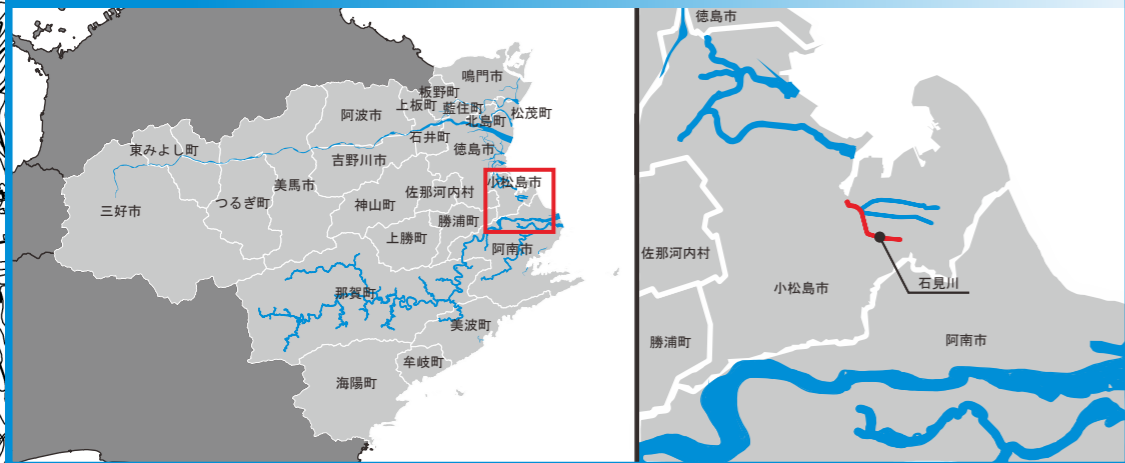 鳴門市
板野町
上板町
藍住町
松茂町
北島町
阿波市
石井町
徳島市
東みよし町
吉野川市
美馬市
佐那河内村
小松島市
三好市
つるぎ町
神山町
勝浦町
上勝町
阿南市
那賀町
美波町
牟岐町
海陽町
徳島市
佐那河内村
小松島市
石見川
勝浦町
阿南市